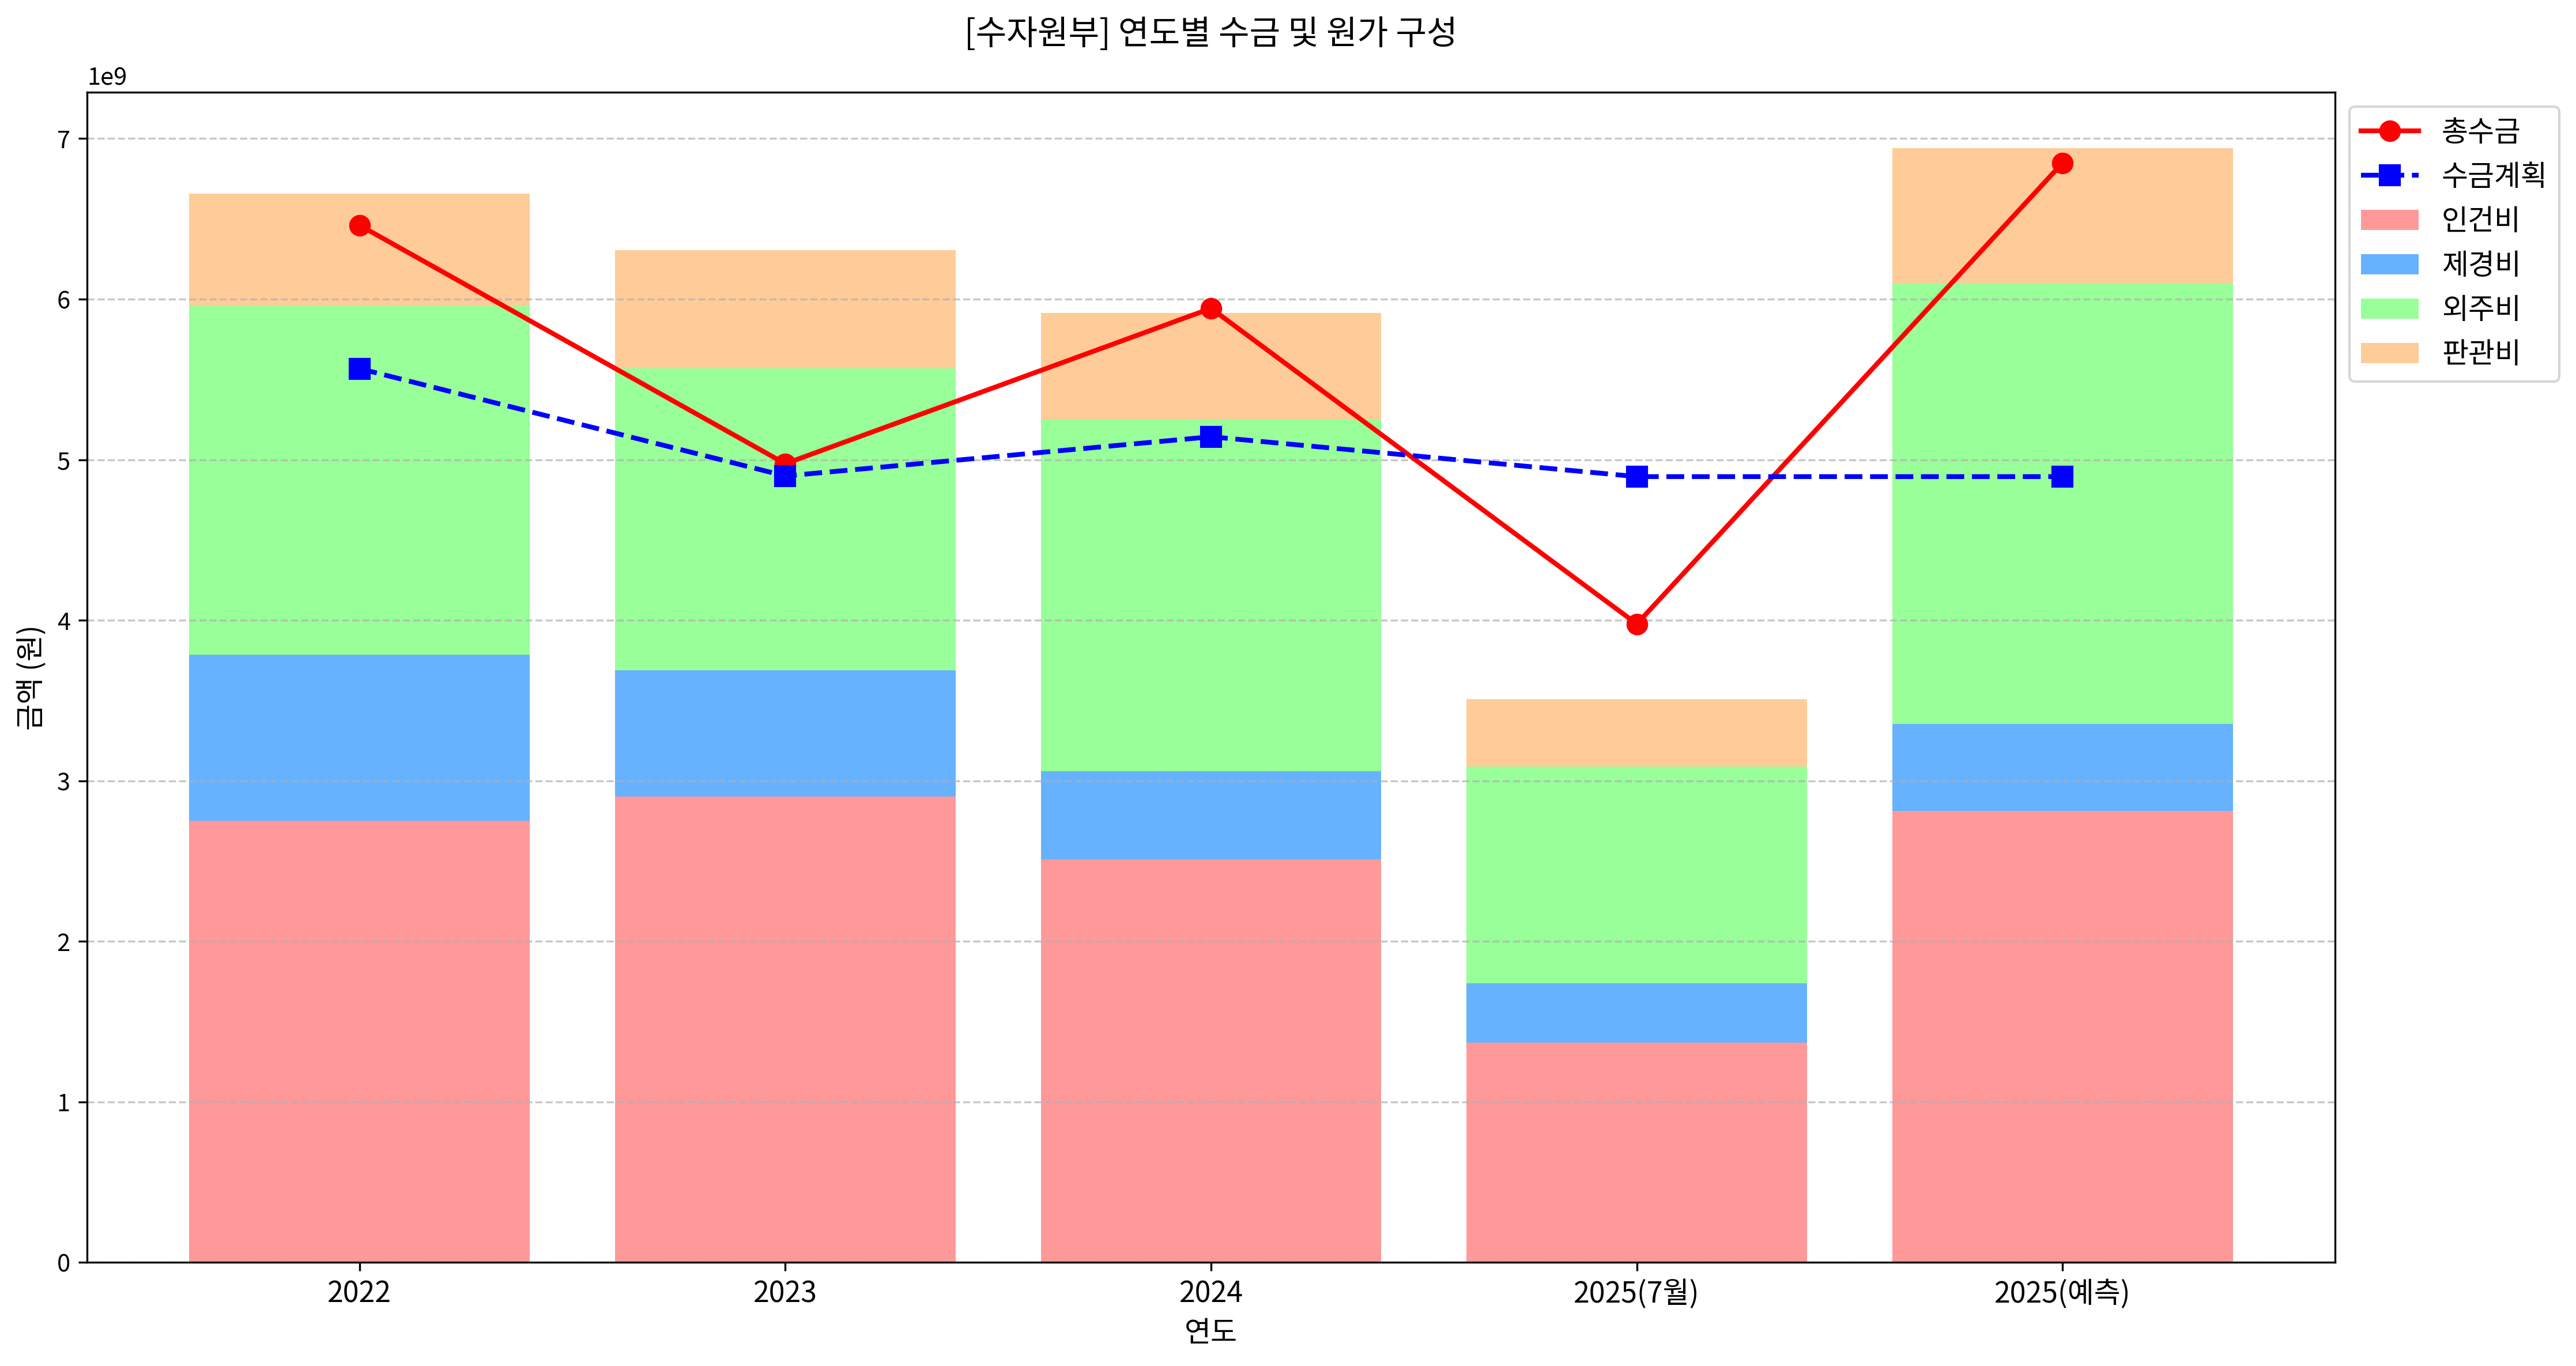 [수자원부] 연도별 수금 및 원가 구성
1e9
7
6
5
4
3
2
1
0
금액 (원)
2022
2023
2024
2025(7월)
2025(예측)
연도
총수금
수금계획
인건비
제경비
외주비
판관비